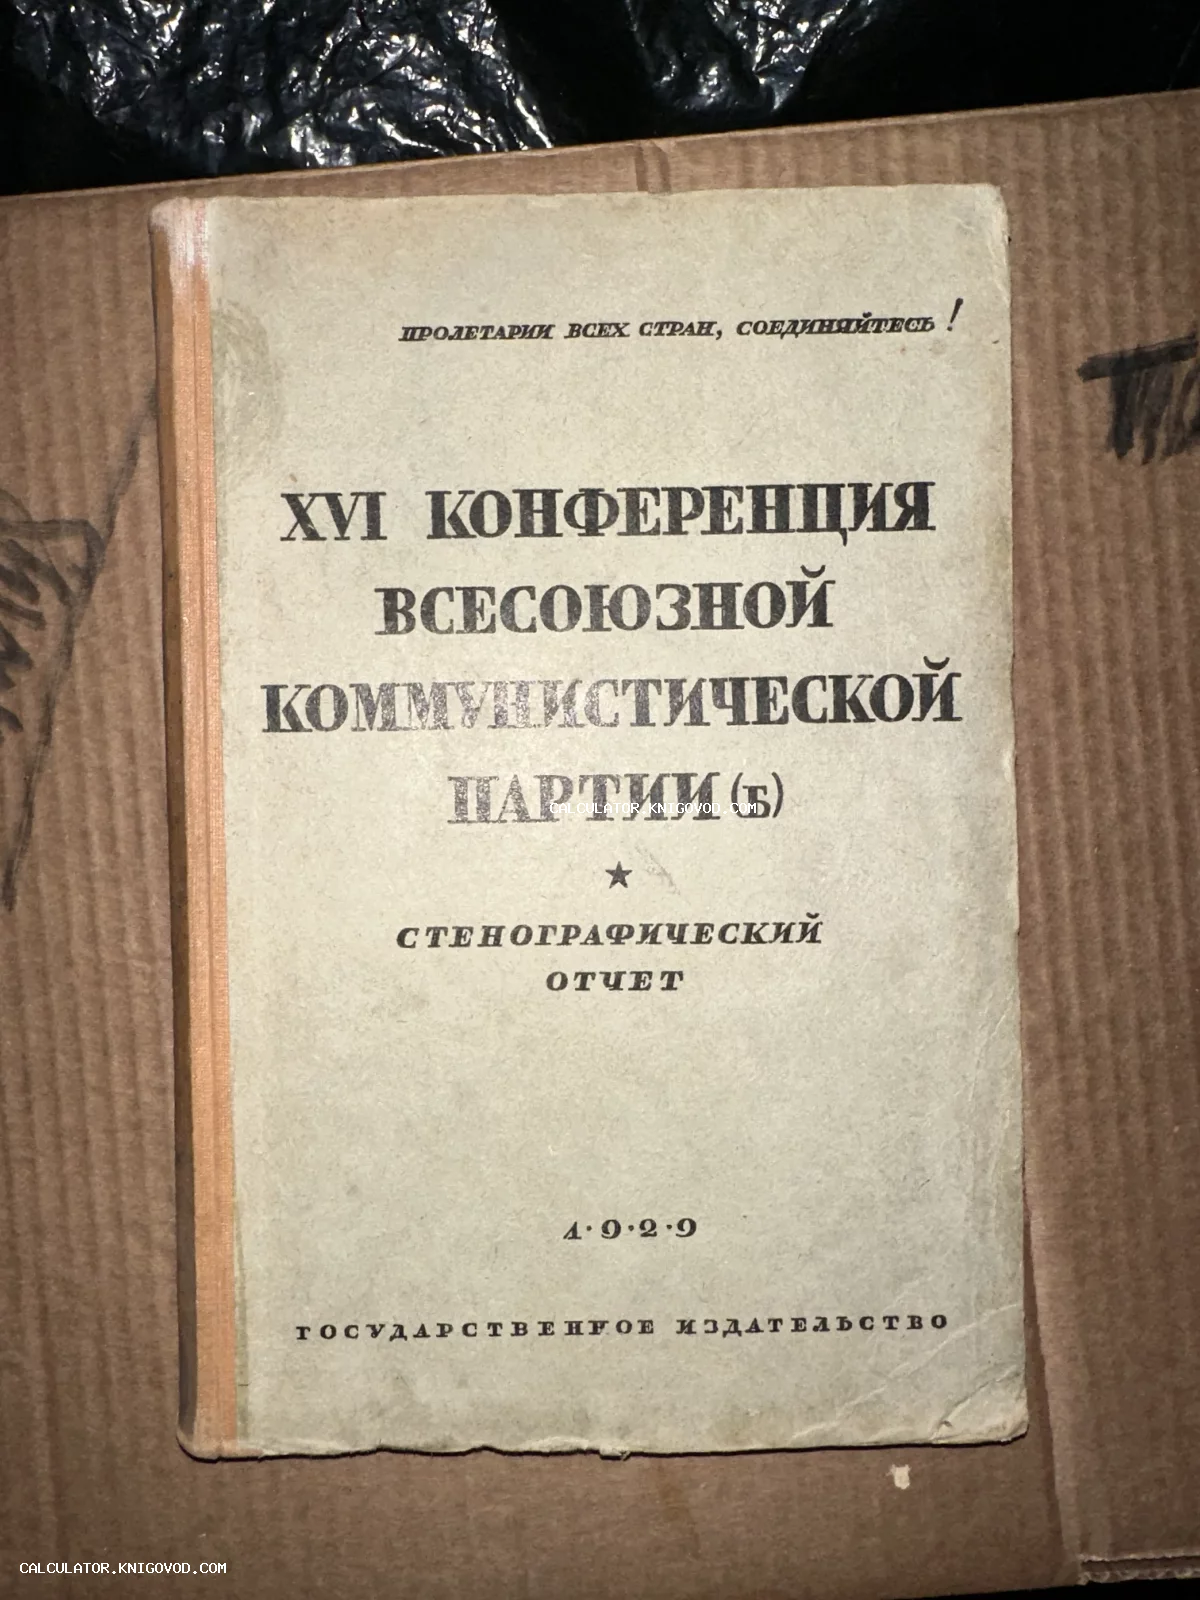 ПРОЛЕТАРИИ ВСЕХ СТРАН, СОЕДИНЯЙТЕСЬ!
XVI КОНФЕРЕНЦИЯ
ВСЕСОЮЗНОЙ
КОММУНИСТИЧЕСКОЙ
ПАРТИИ (Б)
CALCULATOR.KNIGOVOD.COM
СТЕНОГРАФИЧЕСКИЙ
ОТЧЕТ
1·9·2·9
ГОСУДАРСТВЕННОЕ ИЗДАТЕЛЬСТВО
CALCULATOR.KNIGOVOD.COM